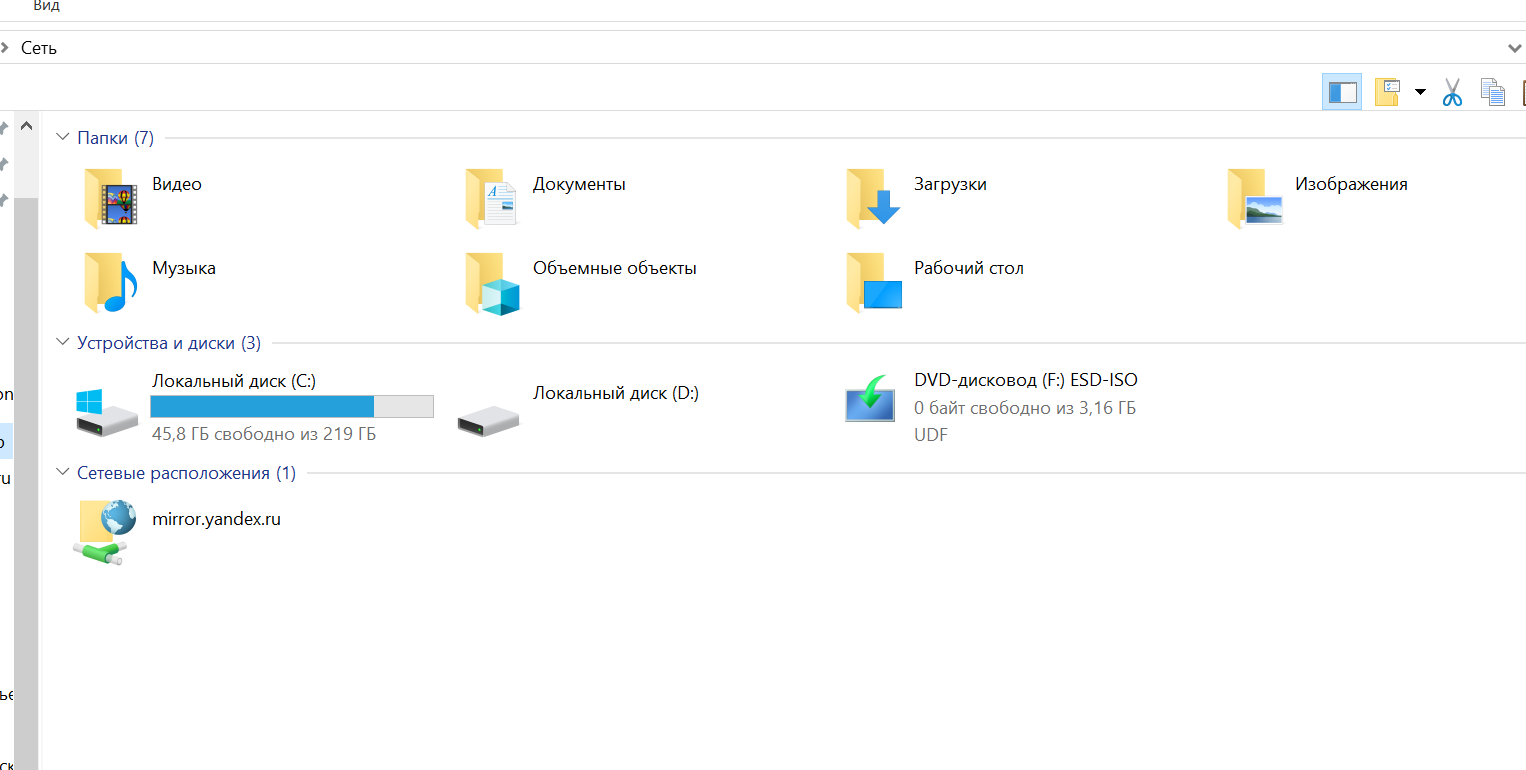 Вид
Сеть
Папки (7)
Видео
Документы
Загрузки
Изображения
Музыка
Объемные объекты
Рабочий стол
Устройства и диски (3)
Локальный диск (C:)
45,8 ГБ свободно из 219 ГБ
Локальный диск (D:)
DVD-дисковод (F:) ESD-ISO
0 байт свободно из 3,16 ГБ
UDF
Сетевые расположения (1)
mirror.yandex.ru